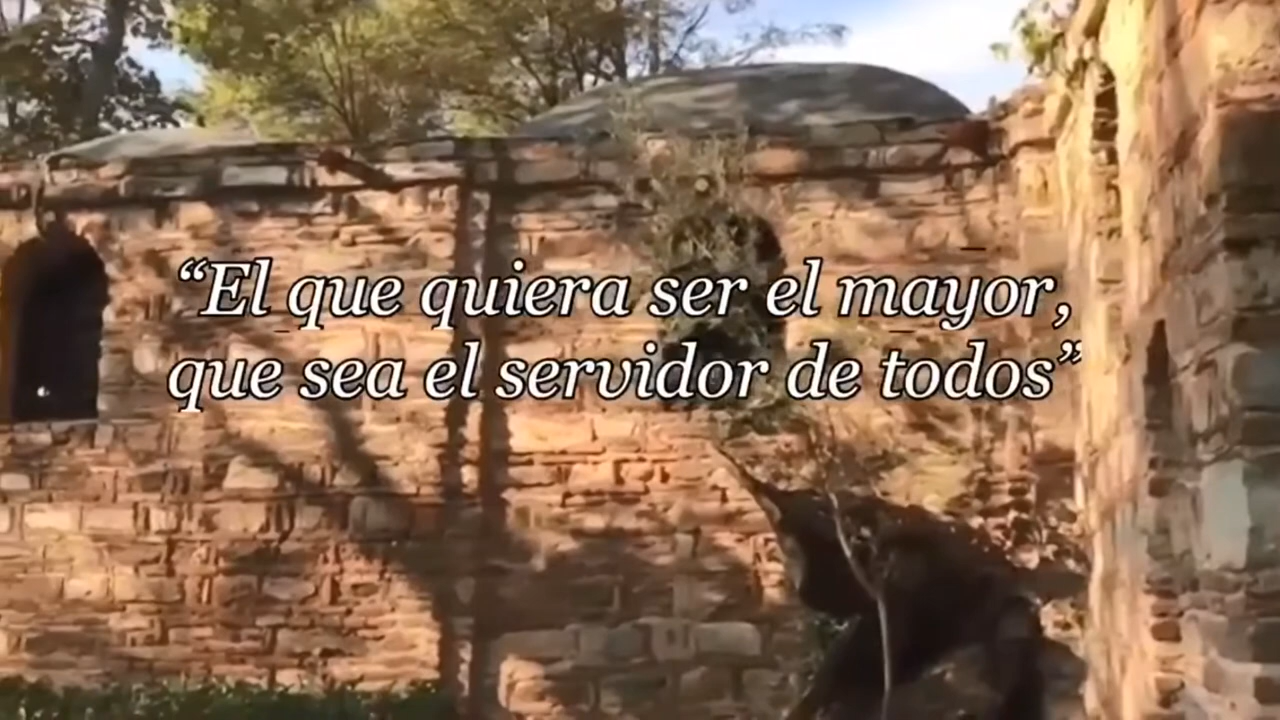 “El que quiera ser el mayor,
que sea el servidor de todos”